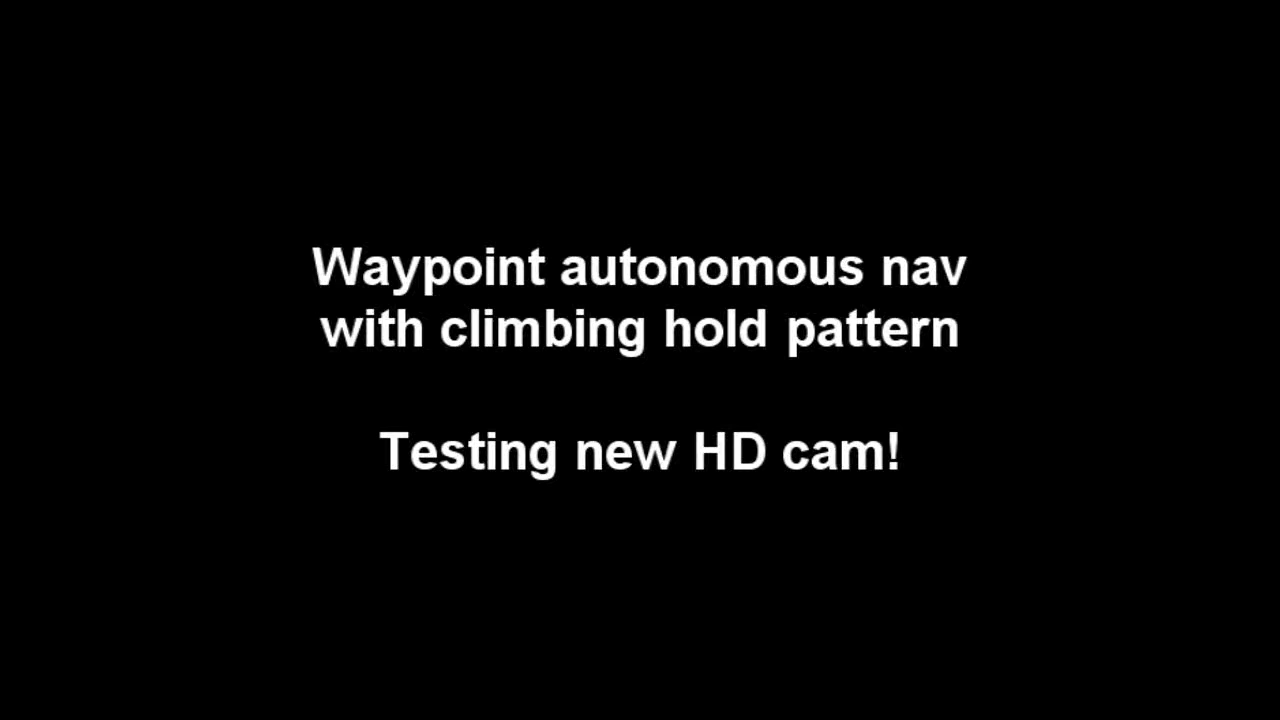 Waypoint autonomous nav
with climbing hold pattern
Testing new HD cam!